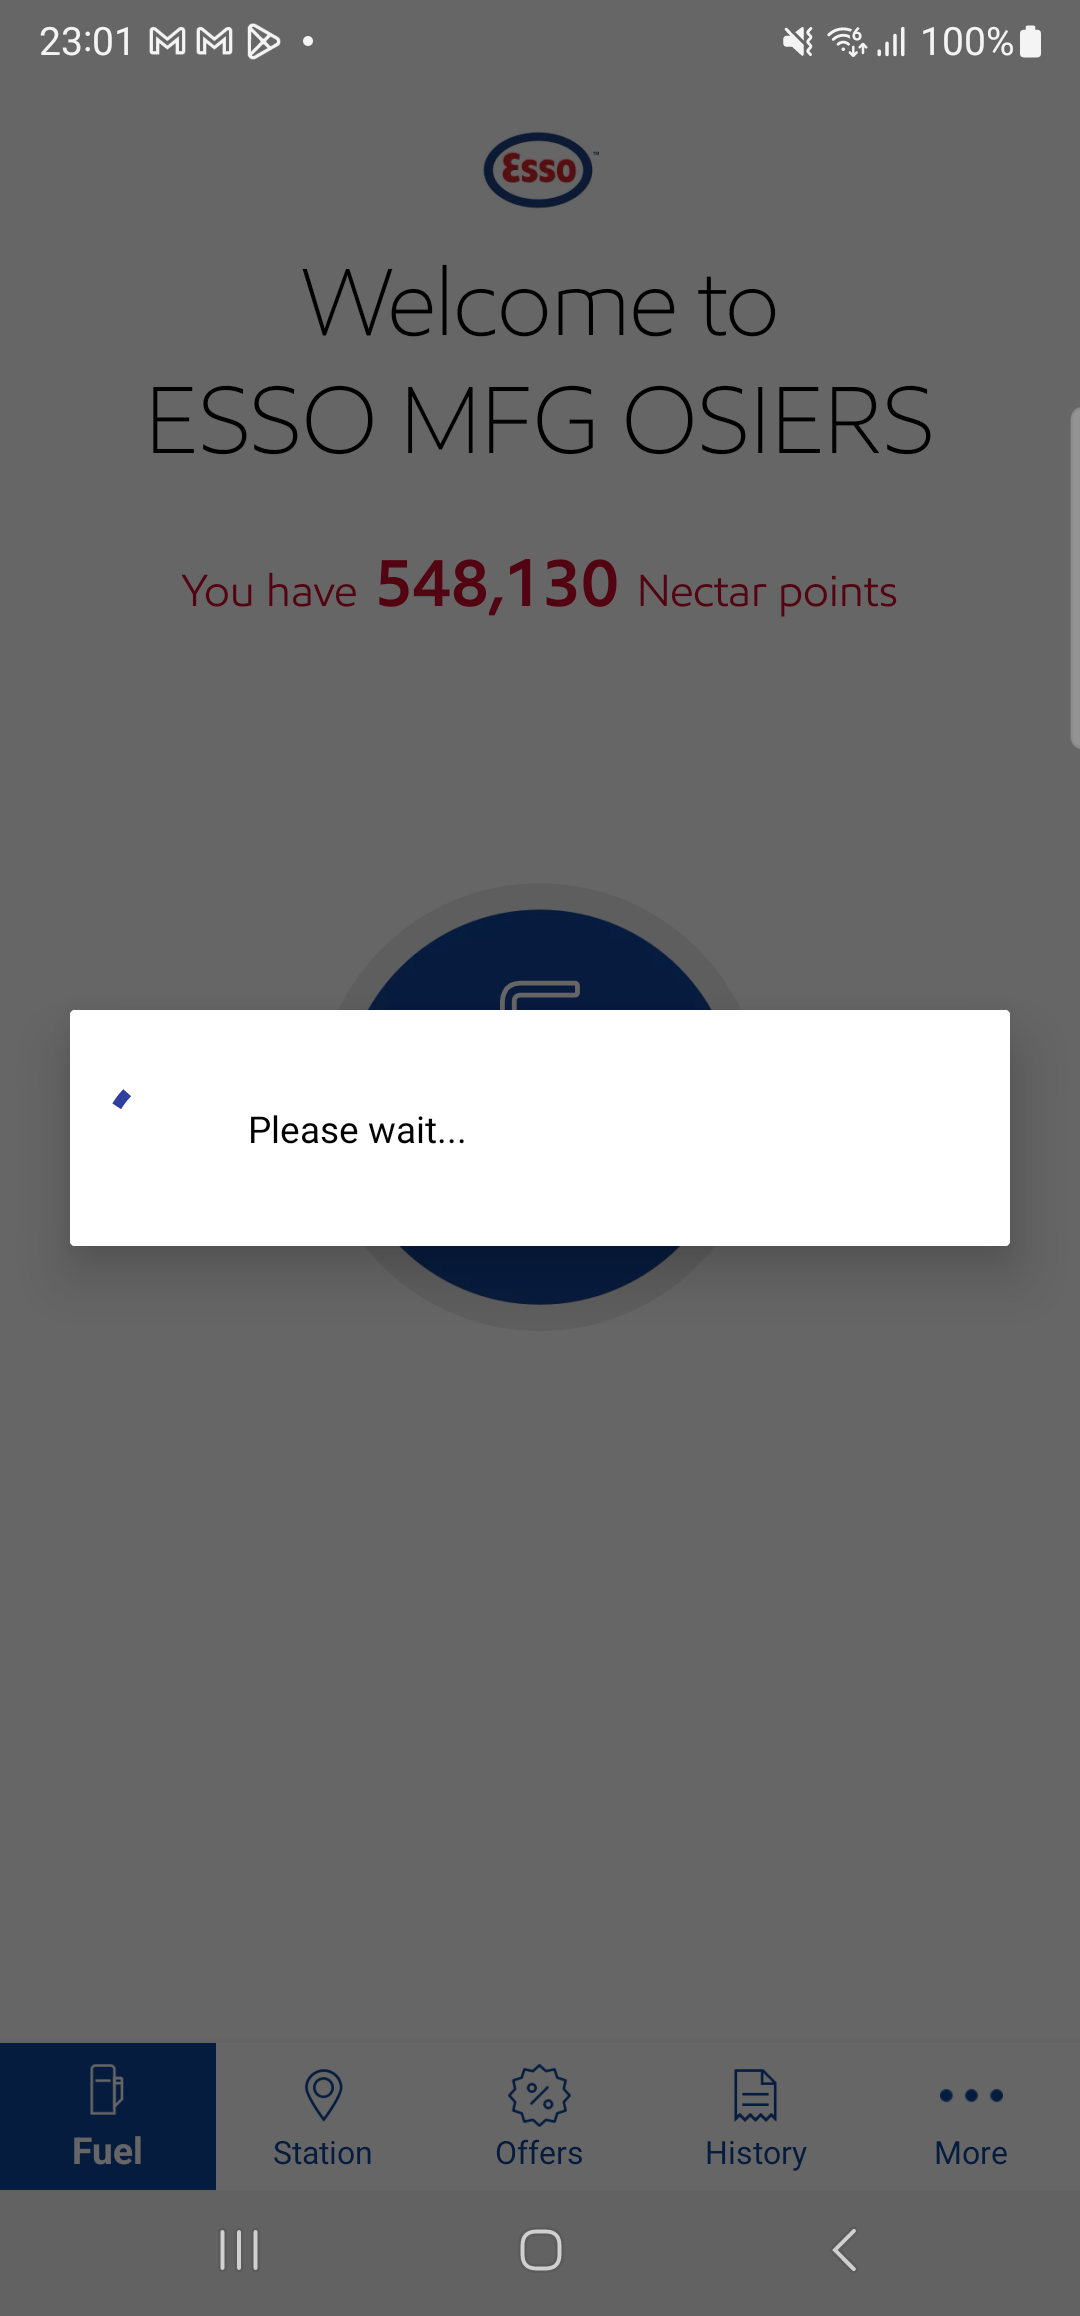 23:01
100%
Esso
Welcome to
ESSO MFG OSIERS
You have 548,130 Nectar points
Please wait...
Fuel
Station
Offers
History
More